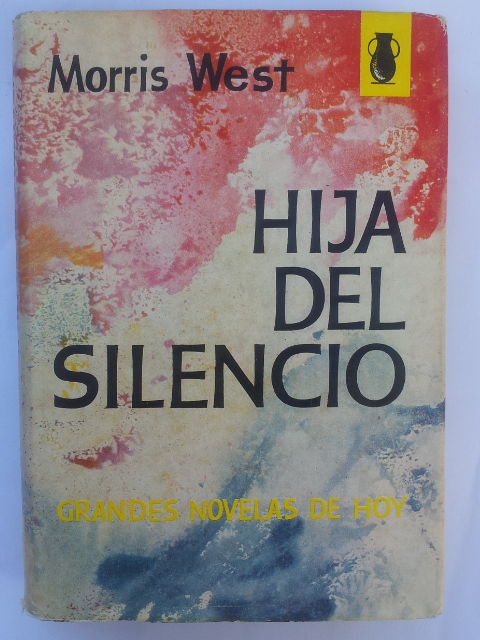 Morris West
HIJA
DEL
SILENCIO
GRANDES NOVELAS DE HOY